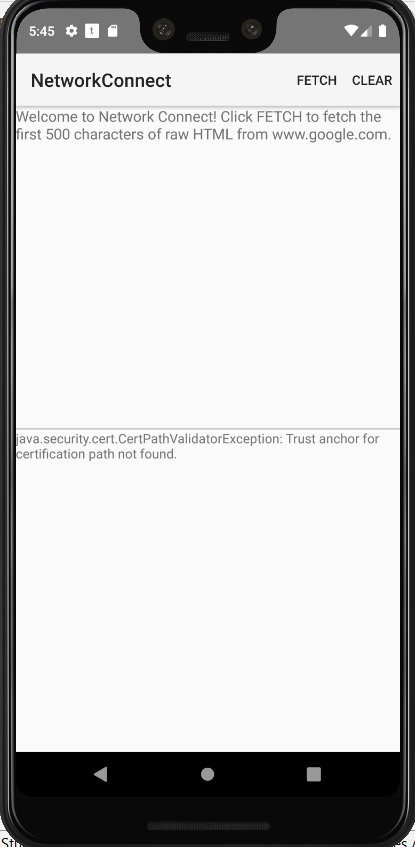 5:45
NetworkConnect FETCH CLEAR
Welcome to Network Connect! Click FETCH to fetch the
first 500 characters of raw HTML from www.google.com.
java.security.cert.CertPathValidatorException: Trust anchor for
certification path not found.